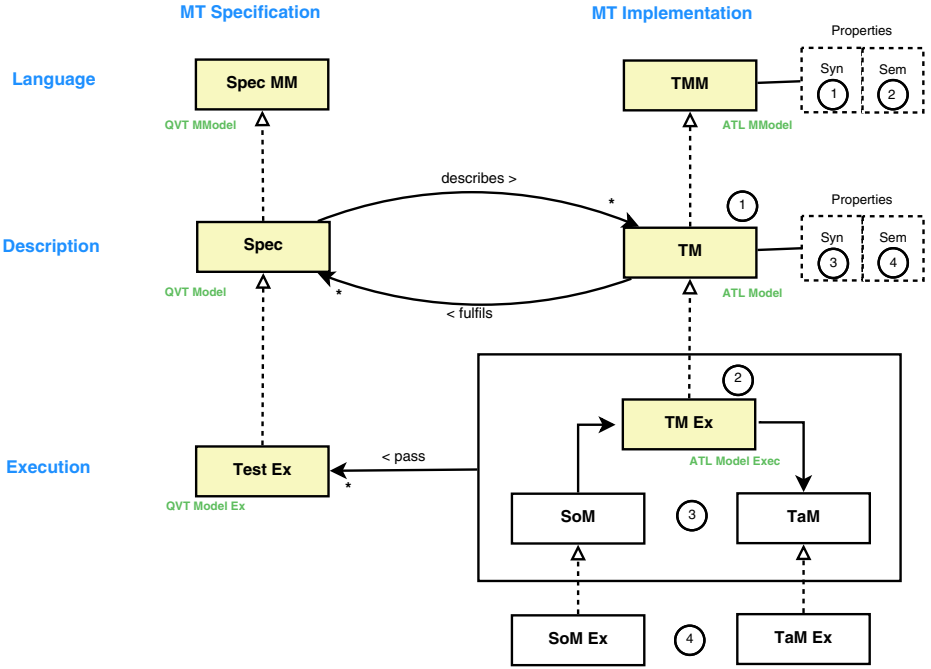 MT Specification
MT Implementation
Properties
Language
Spec MM
TMM
Syn
Sem
1
2
QVT MModel
ATL MModel
describes >
*
1
Properties
Description
Spec
TM
Syn
Sem
3
4
QVT Model
*
ATL Model
< fulfils
2
TM Ex
Execution
Test Ex
< pass
*
ATL Model Exec
QVT Model Ex
SoM
3
TaM
SoM Ex
4
TaM Ex